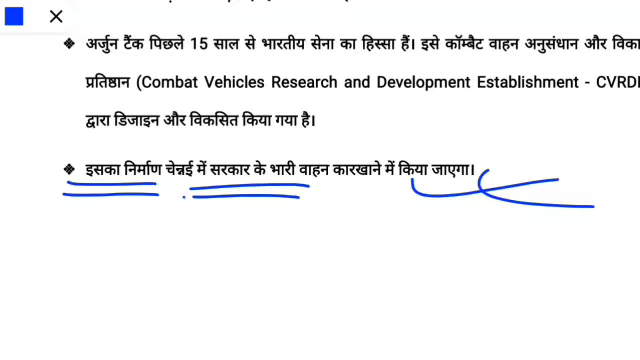 ❖ अर्जुन टैंक पिछले 15 साल से भारतीय सेना का हिस्सा हैं। इसे कॉम्बैट वाहन अनुसंधान और विका
प्रतिष्ठान (Combat Vehicles Research and Development Establishment - CVRDI
द्वारा डिजाइन और विकसित किया गया है।
❖ इसका निर्माण चेन्नई में सरकार के भारी वाहन कारखाने में किया जाएगा।